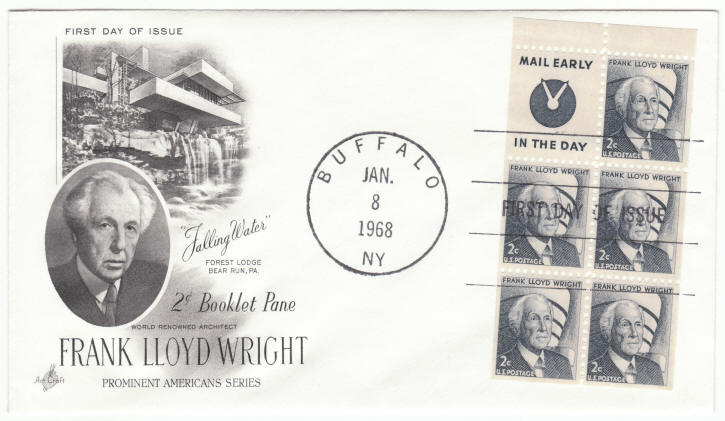 FIRST DAY OF ISSUE
"Falling Water"
FOREST LODGE
BEAR RUN, PA.
2¢ Booklet Pane
WORLD RENOWNED ARCHITECT
FRANK LLOYD WRIGHT
PROMINENT AMERICANS SERIES
Art Craft
BUFFALO
JAN.
8
1968
NY
MAIL EARLY
IN THE DAY
FRANK LLOYD WRIGHT
2¢
U.S. POSTAGE
FRANK LLOYD WRIGHT
2¢
U.S. POSTAGE
FRANK LLOYD WRIGHT
2¢
U.S. POSTAGE
FIRST DAY OF ISSUE
FRANK LLOYD WRIGHT
2¢
U.S. POSTAGE
FRANK LLOYD WRIGHT
2¢
U.S. POSTAGE